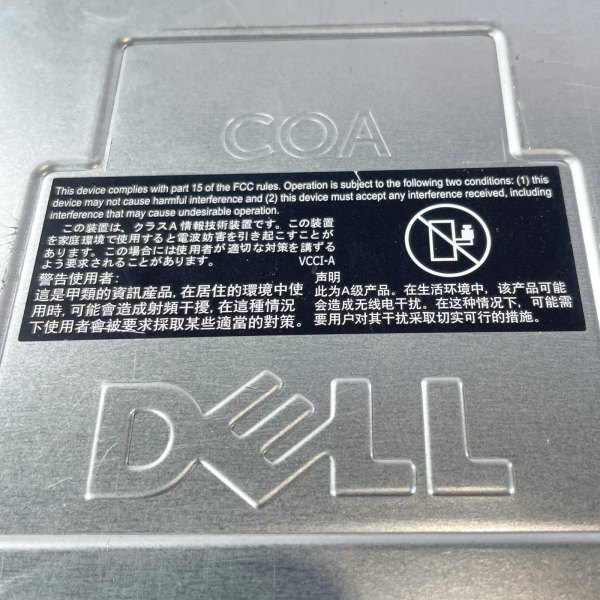 COA
This device complies with part 15 of the FCC rules. Operation is subject to the following two conditions: (1) this
device may not cause harmful interference and (2) this device must accept any interference received, including
interference that may cause undesirable operation.
この装置は、クラスA情報技術装置です。この装置
を家庭環境で使用すると電波妨害を引き起こすことが
あります。この場合には使用者が適切な対策を講ずる
よう要求されることがあります。 VCCI-A
警告使用者:
這是甲類的資訊産品,在居住的環境中使
用時,可能會造成射頻干擾,在這種情況
下使用者會被要求採取某些適當的對策。
声明
此为A级产品。在生活环境中，该产品可能
会造成无线电干扰。在这种情况下，可能需
要用户对其干扰采取切实可行的措施。
DELL